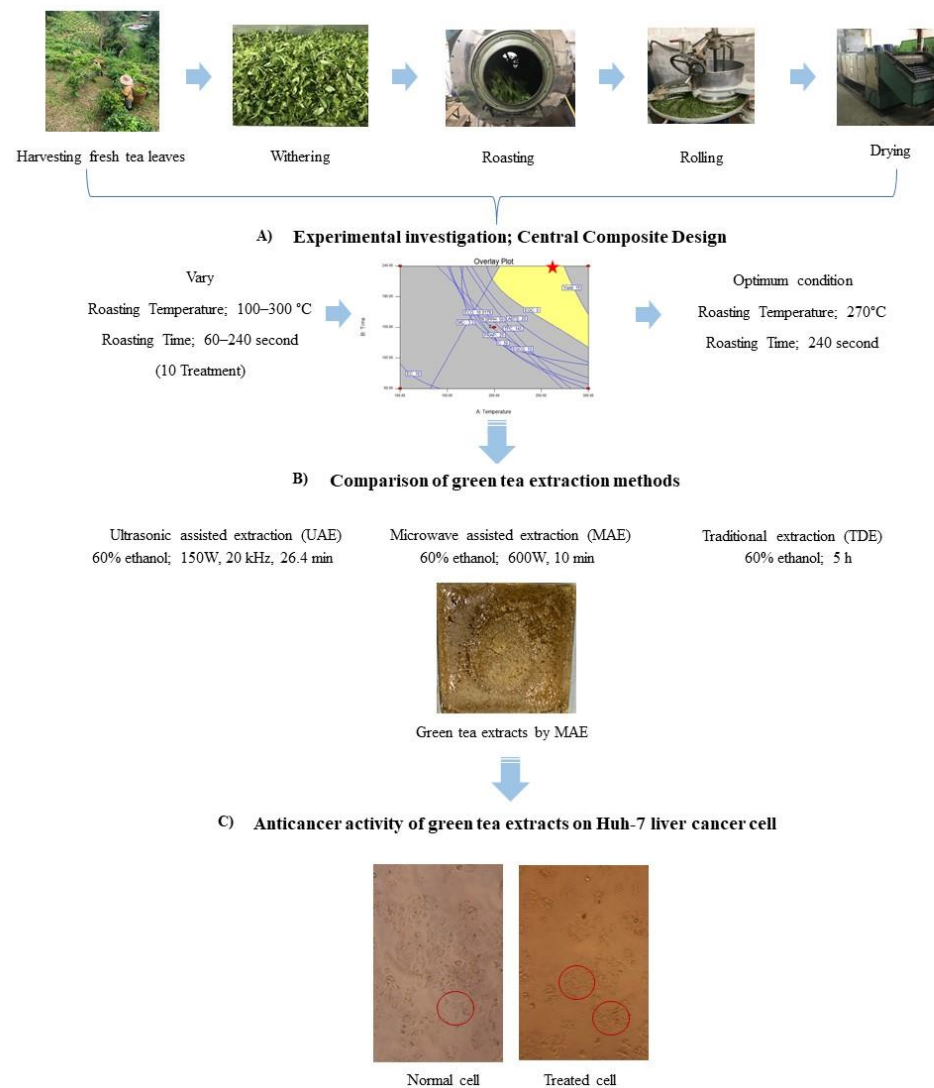 Harvesting fresh tea leaves
Withering
Roasting
Rolling
Drying
A) Experimental investigation; Central Composite Design
Vary
Roasting Temperature; 100–300 °C
Roasting Time; 60–240 second
(10 Treatment)
Overlay Plot
B: Time
A: Temperature
Optimum condition
Roasting Temperature; 270°C
Roasting Time; 240 second
B) Comparison of green tea extraction methods
Ultrasonic assisted extraction (UAE)
60% ethanol; 150W, 20 kHz, 26.4 min
Microwave assisted extraction (MAE)
60% ethanol; 600W, 10 min
Traditional extraction (TDE)
60% ethanol; 5 h
Green tea extracts by MAE
C) Anticancer activity of green tea extracts on Huh-7 liver cancer cell
Normal cell
Treated cell